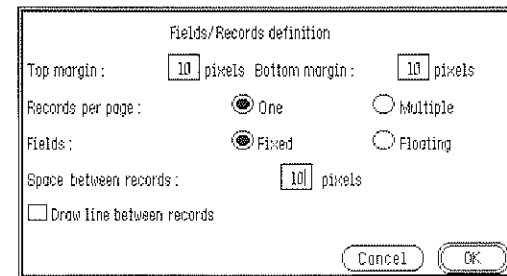 Fields/Records definition
Top margin : 10 pixels Bottom margin : 10 pixels
Records per page : One Multiple
Fields : Fixed Floating
Space between records : 10 pixels
Draw line between records
Cancel OK